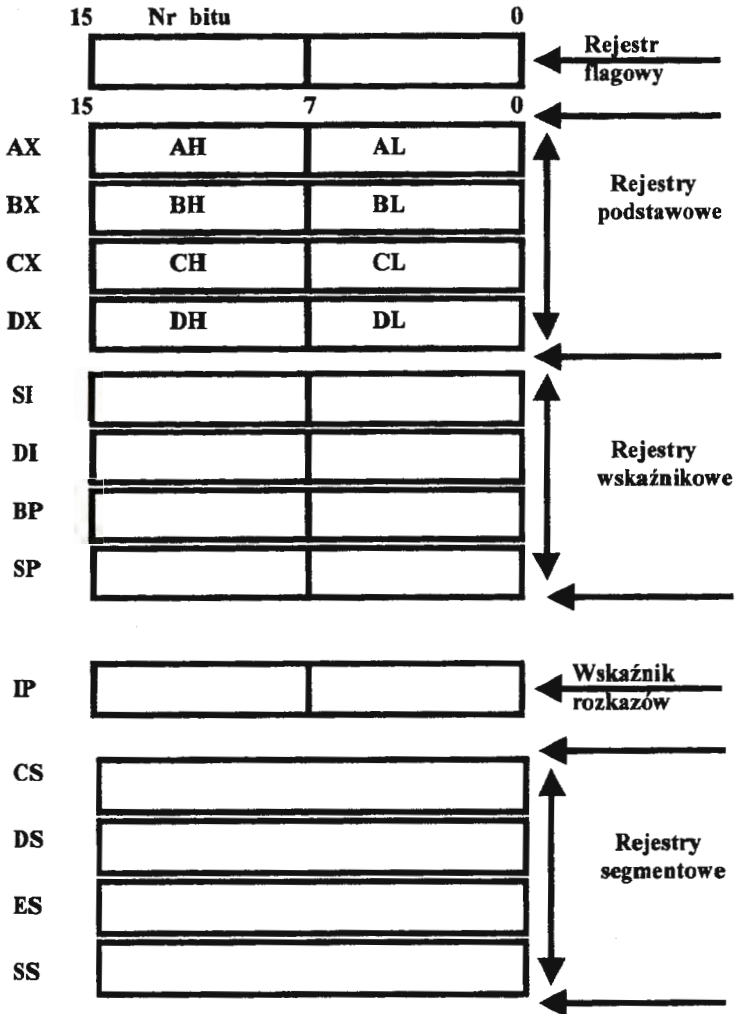 15 Nr bitu 0
Rejestr
flagowy
15 7 0
AX AH AL
BX BH BL
CX CH CL
DX DH DL
Rejestry
podstawowe
SI
DI
BP
SP
Rejestry
wskaźnikowe
IP
Wskaźnik
rozkazów
CS
DS
ES
SS
Rejestry
segmentowe